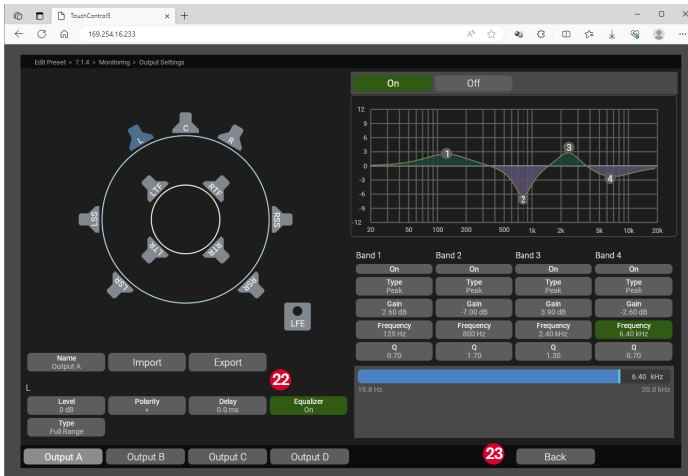 TouchControl5
169.254.16.233
Edit Preset > 7.1.4 > Monitoring > Output Settings
On
Off
L
C
R
LTF
RTF
LSS
RSS
LTR
RTR
LSR
RSR
LFE
12
9
6
3
0
-3
-6
-9
-12
1
2
3
4
20
50
100
200
500
1k
2k
5k
10k
20k
Band 1
Band 2
Band 3
Band 4
On
On
On
On
Type
Type
Type
Type
Peak
Peak
Peak
Peak
Gain
Gain
Gain
Gain
2.60 dB
-7.00 dB
3.90 dB
-2.60 dB
Frequency
Frequency
Frequency
Frequency
125 Hz
800 Hz
2.40 kHz
6.40 kHz
Q
Q
Q
Q
0.70
1.70
1.30
0.70
6.40 kHz
19.8 Hz
20.0 kHz
Name
Output A
Import
Export
22
L
Level
0 dB
Polarity
+
Delay
0.0 ms
Equalizer
On
Type
Full Range
Output A
Output B
Output C
Output D
23
Back